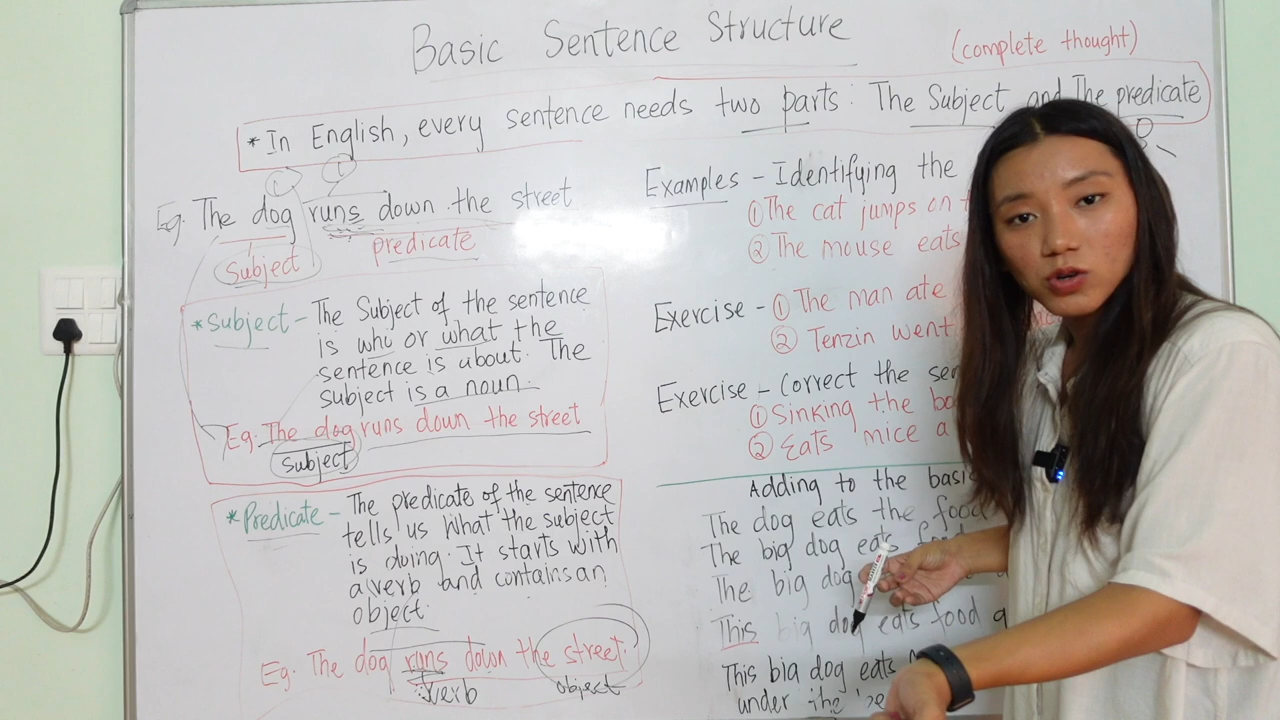 Basic Sentence Structure
(complete thought)
*In English, every sentence needs two parts: The Subject and The predicate
Eg. The dog runs down the street
subject
predicate
*Subject - The Subject of the sentence
is who or what the
sentence is about. The
subject is a noun.
Eg. The dog runs down the street
subject
*Predicate - The predicate of the sentence
tells us What the subject
is doing. It starts with
a verb and contains an
object.
Eg. The dog runs down the street.
verb
object
Examples - Identifying the
① The cat jumps on
② The mouse eats
Exercise - ① The man ate
② Tenzin went
Exercise - Correct the
① Sinking the
② Eats mice a
Adding to the
The dog eats the food
The big dog eats food
The big dog
This big dog eats food
This big dog eats
under the